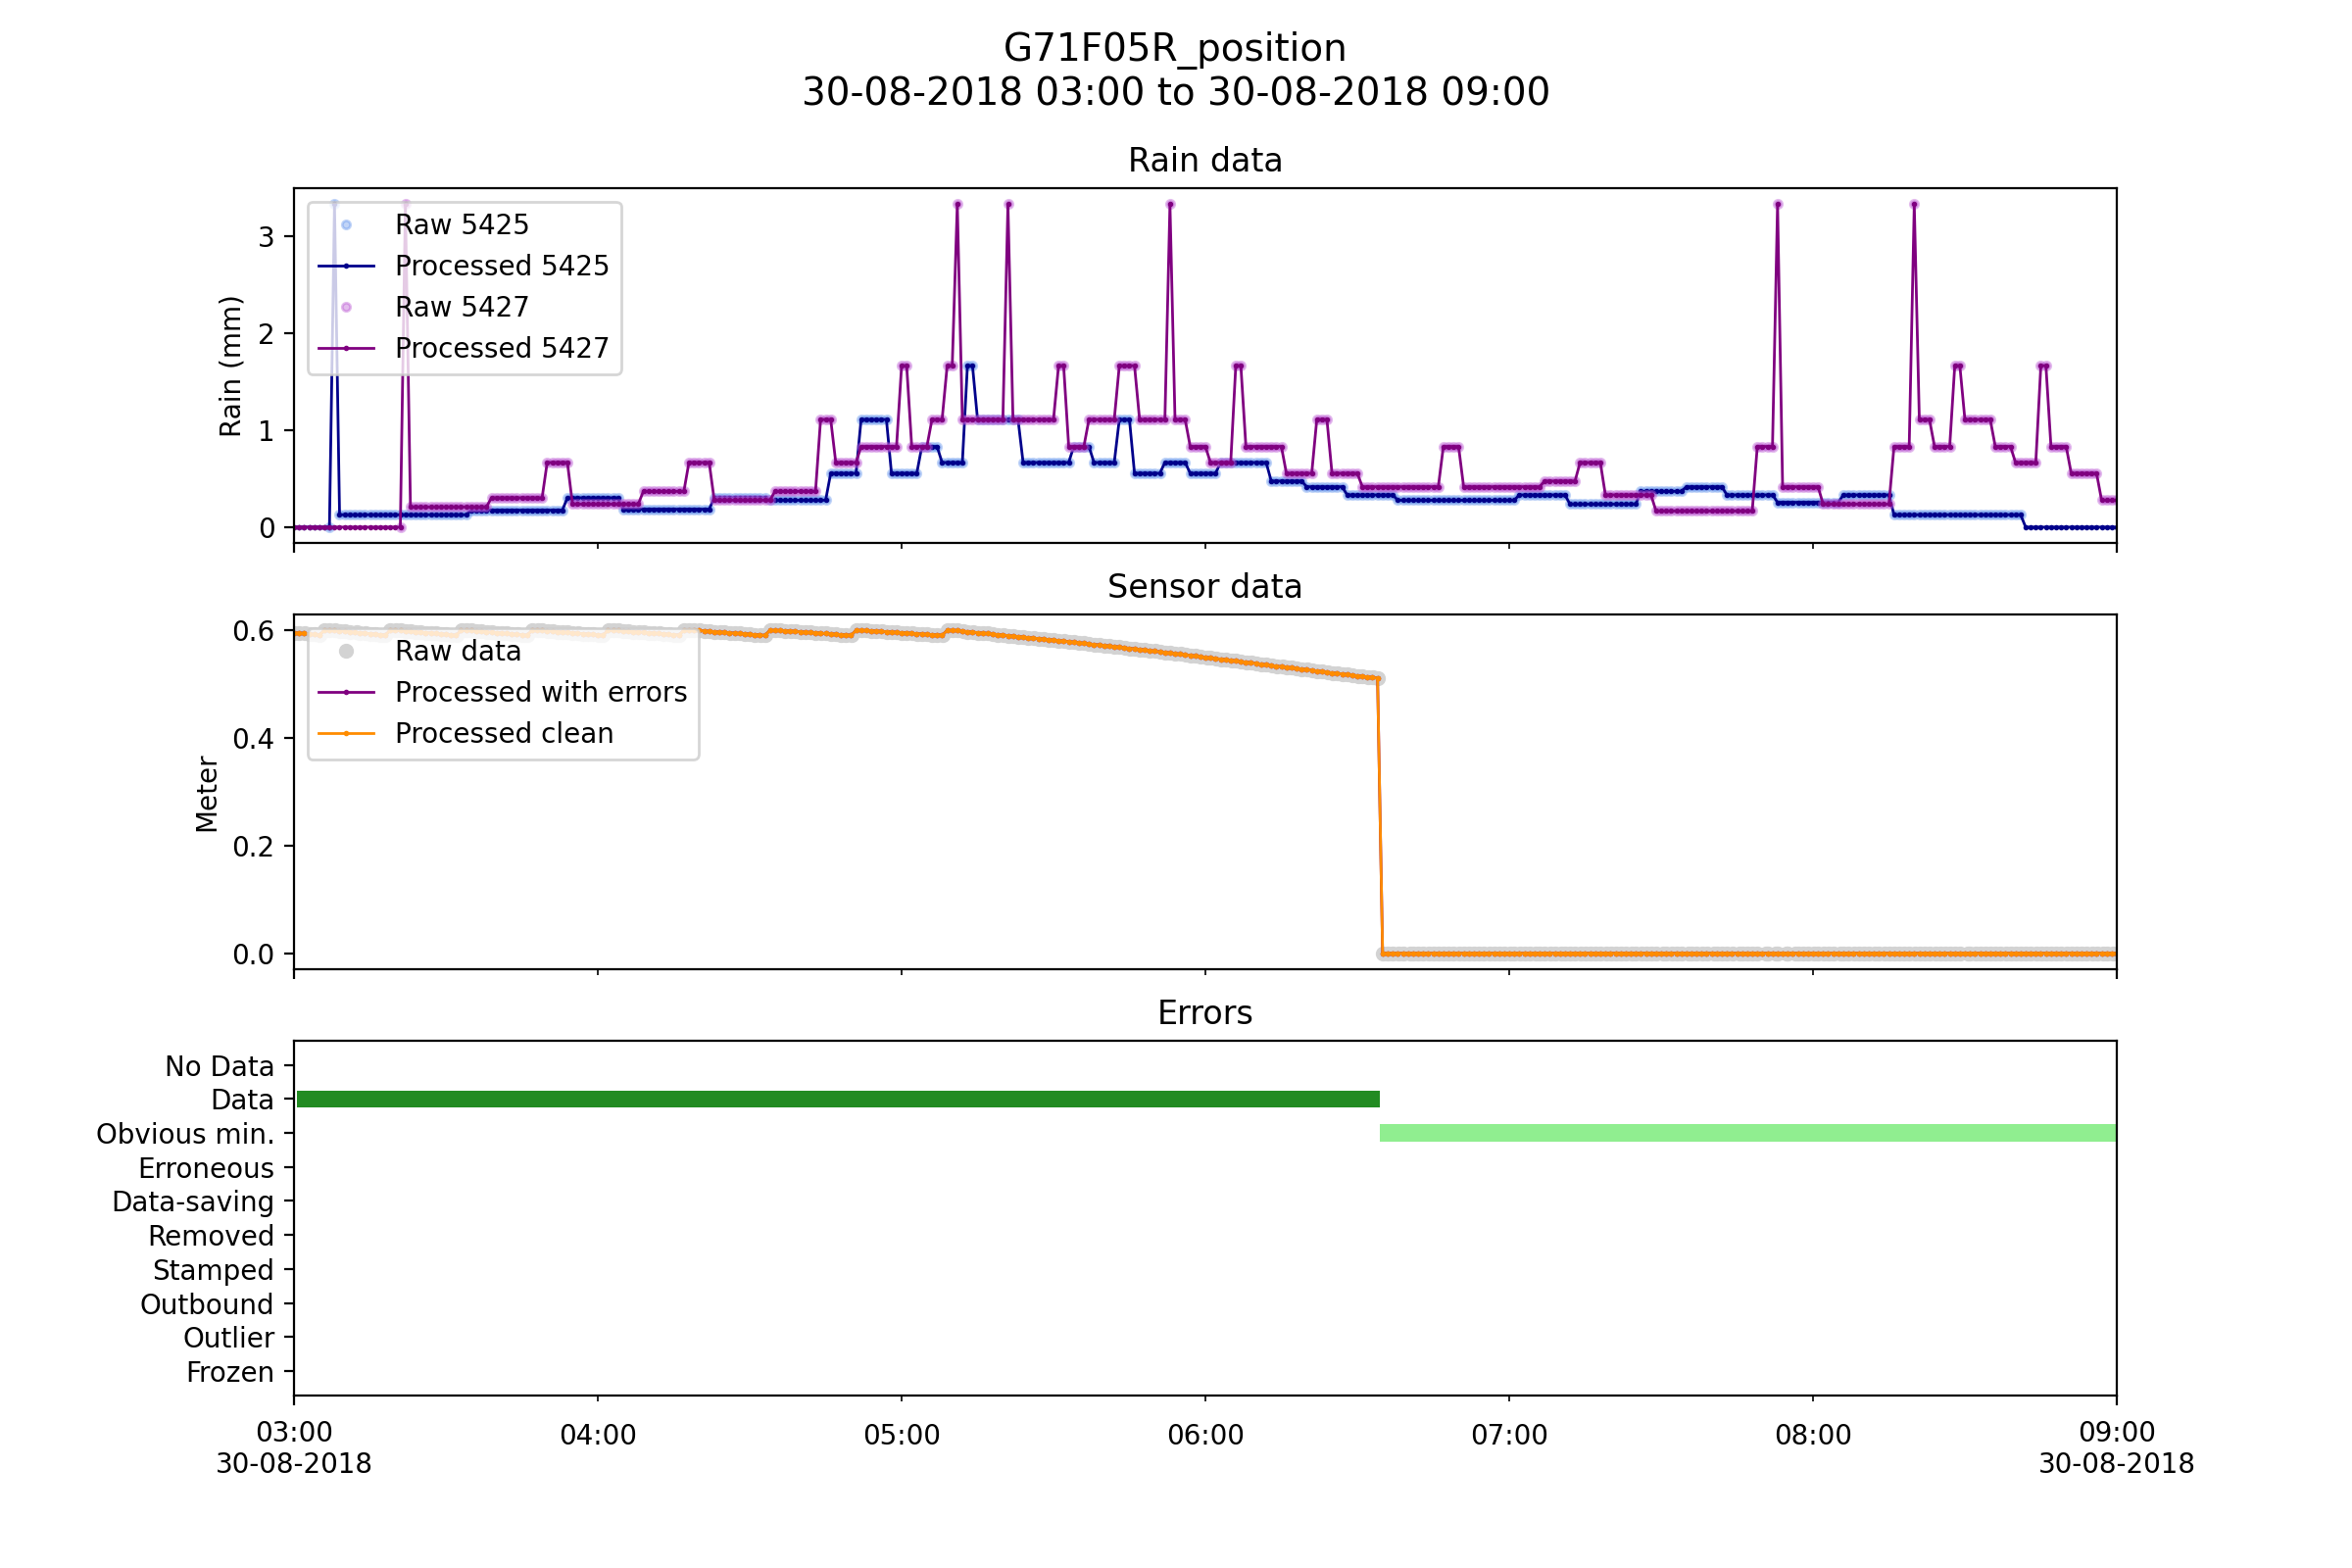 G71F05R_position
30-08-2018 03:00 to 30-08-2018 09:00
Rain data
Rain (mm)
3
2
1
0
Raw 5425
Processed 5425
Raw 5427
Processed 5427
Sensor data
Meter
0.6
0.4
0.2
0.0
Raw data
Processed with errors
Processed clean
Errors
No Data
Data
Obvious min.
Erroneous
Data-saving
Removed
Stamped
Outbound
Outlier
Frozen
03:00 04:00 05:00 06:00 07:00 08:00 09:00
30-08-2018 30-08-2018